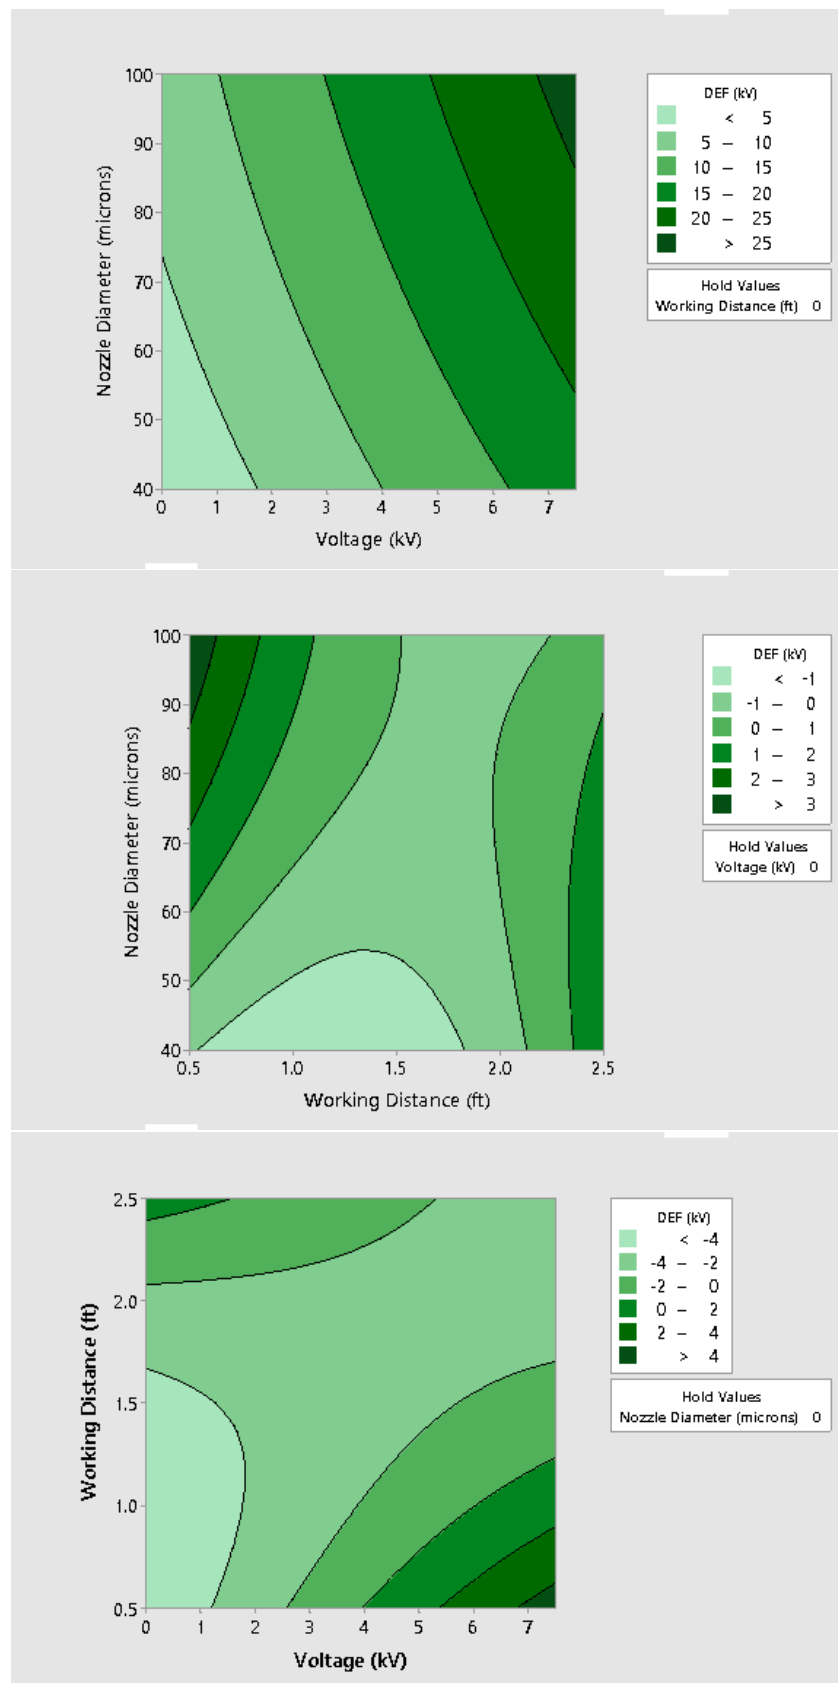 DEF (kV)
< 5
5 – 10
10 – 15
15 – 20
20 – 25
> 25
Hold Values
Working Distance (ft) 0
100
90
80
70
60
50
40
Nozzle Diameter (microns)
0 1 2 3 4 5 6 7
Voltage (kV)
DEF (kV)
< -1
-1 – 0
0 – 1
1 – 2
2 – 3
> 3
Hold Values
Voltage (kV) 0
100
90
80
70
60
50
40
Nozzle Diameter (microns)
0.5 1.0 1.5 2.0 2.5
Working Distance (ft)
DEF (kV)
< -4
-4 – -2
-2 – 0
0 – 2
2 – 4
> 4
Hold Values
Nozzle Diameter (microns) 0
2.5
2.0
1.5
1.0
0.5
Working Distance (ft)
0 1 2 3 4 5 6 7
Voltage (kV)